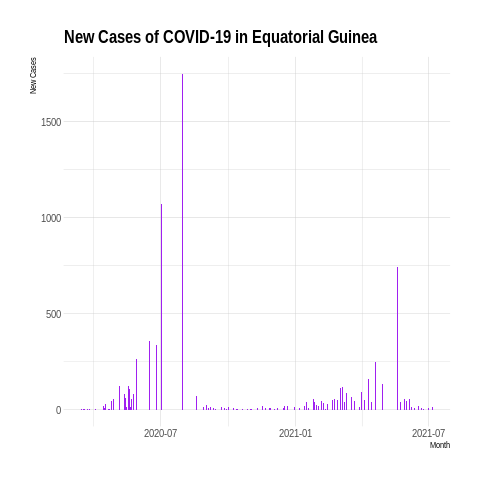 New Cases of COVID-19 in Equatorial Guinea
New Cases
1500
1000
500
0
2020-07
2021-01
2021-07
Month